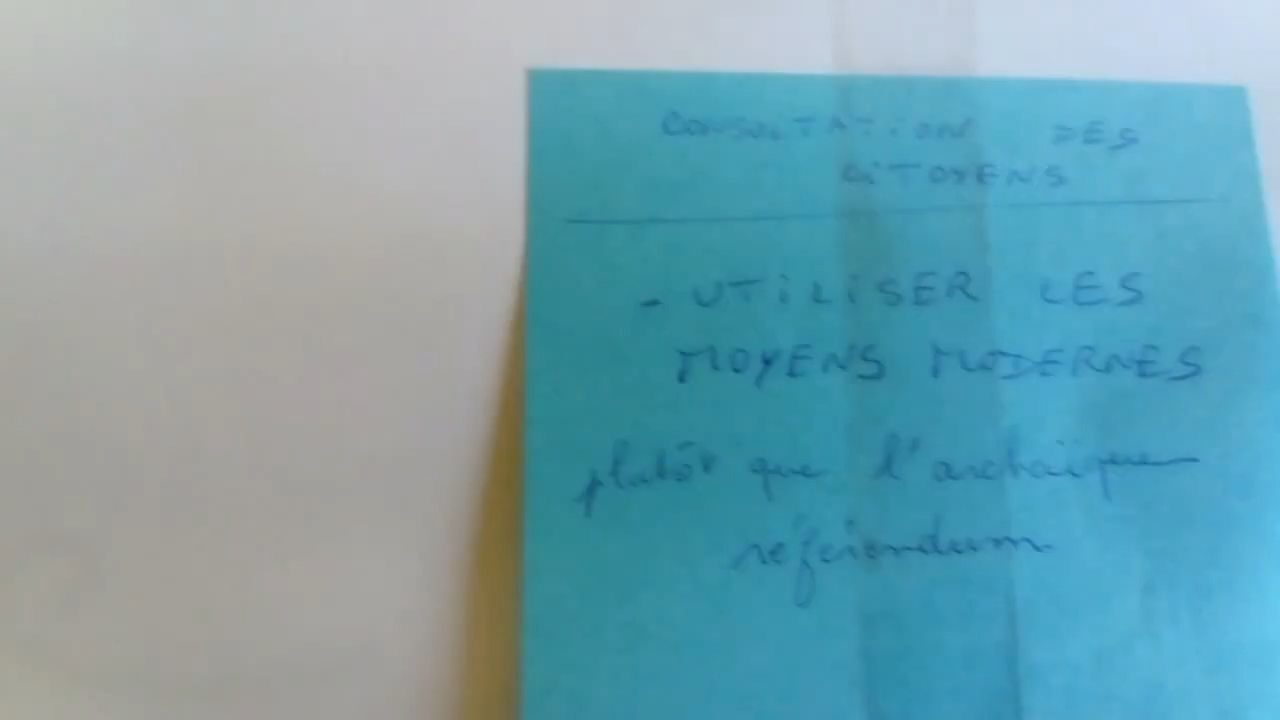 CONSULTATION DES
CITOYENS
- UTILISER LES
MOYENS MODERNES
plutôt que l'archaïque
référendum.